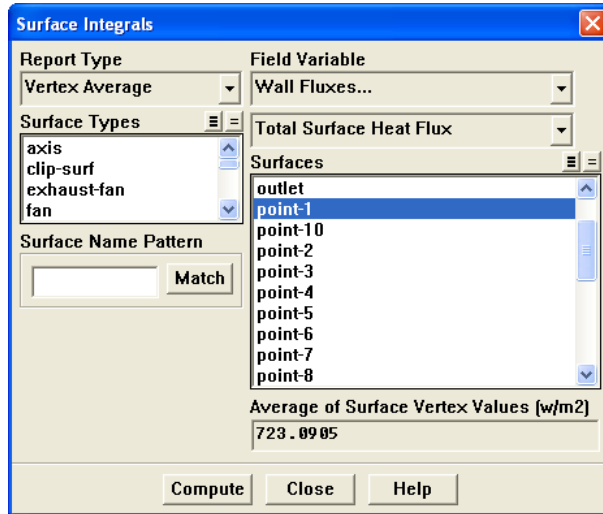 Surface Integrals
Report Type
Vertex Average
Surface Types
axis
clip-surf
exhaust-fan
fan
Surface Name Pattern
Match
Field Variable
Wall Fluxes...
Total Surface Heat Flux
Surfaces
outlet
point-1
point-10
point-2
point-3
point-4
point-5
point-6
point-7
point-8
Average of Surface Vertex Values (w/m2)
723.0905
Compute Close Help